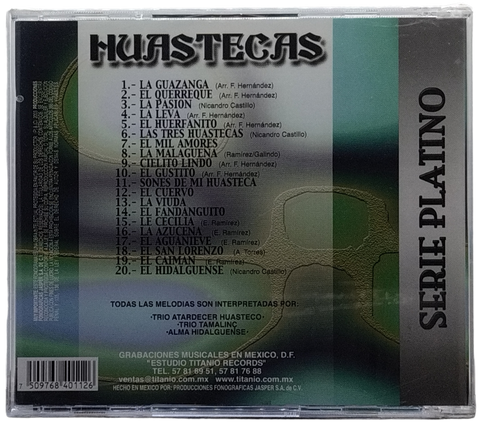 HUASTECAS
1.- LA GUAZANGA (Arr. F. Hernández)
2.- EL QUERREQUE (Arr. F. Hernández)
3.- LA PASION (Nicandro Castillo)
4.- LA LEVA (Arr. F. Hernández)
5.- EL HUERFANITO (Arr. F. Hernández)
6.- LAS TRES HUASTECAS (Nicandro Castillo)
7.- EL MIL AMORES
8.- LA MALAGUEÑA (Ramirez/Galindo)
9.- CIELITO LINDO (Arr. F. Hernández)
10.- EL GUSTITO (Arr. F. Hernández)
11.- SONES DE MI HUASTECA
12.- EL CUERVO
13.- LA VIUDA
14.- EL FANDANGUITO
15.- LE CECILIA (E. Ramirez)
16.- LA AZUCENA (E. Ramirez)
17.- EL AGUANIEVE (E. Ramirez)
18.- EL SAN LORENZO (A. Torres)
19.- EL CAIMAN (E. Ramirez)
20.- EL HIDALGUENSE (Nicandro Castillo)
TODAS LAS MELODIAS SON INTERPRETADAS POR:
·TRIO ATARDECER HUASTECO·
·TRIO TAMALINÇ
·ALMA HIDALGUENSE·
GRABACIONES MUSICALES EN MEXICO, D.F.
"ESTUDIO TITANIO RECORDS"
TEL. 57 81 89 51, 57 81 76 88
ventas@titanio.com.mx www.titanio.com.mx
HECHO EN MEXICO POR: PRODUCCIONES FONOGRAFICAS JASPER S.A. de C.V.
7 509768 401126
SERIE PLATINO